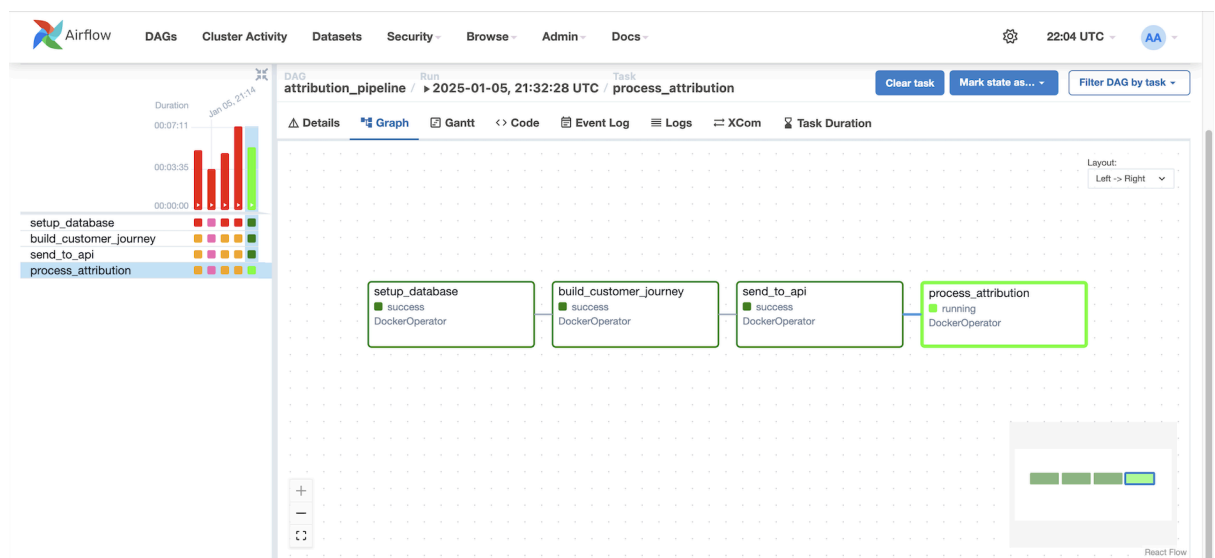 Airflow DAGs Cluster Activity Datasets Security Browse Admin Docs 22:04 UTC AA
Duration
Jan 05, 21:14
00:07:11
00:03:35
00:00:00
setup_database
build_customer_journey
send_to_api
process_attribution
DAG Run Task
attribution_pipeline / 2025-01-05, 21:32:28 UTC / process_attribution
Clear task Mark state as... Filter DAG by task
Details Graph Gantt Code Event Log Logs XCom Task Duration
Layout:
Left -> Right
setup_database
success
DockerOperator
build_customer_journey
success
DockerOperator
send_to_api
success
DockerOperator
process_attribution
running
DockerOperator
React Flow